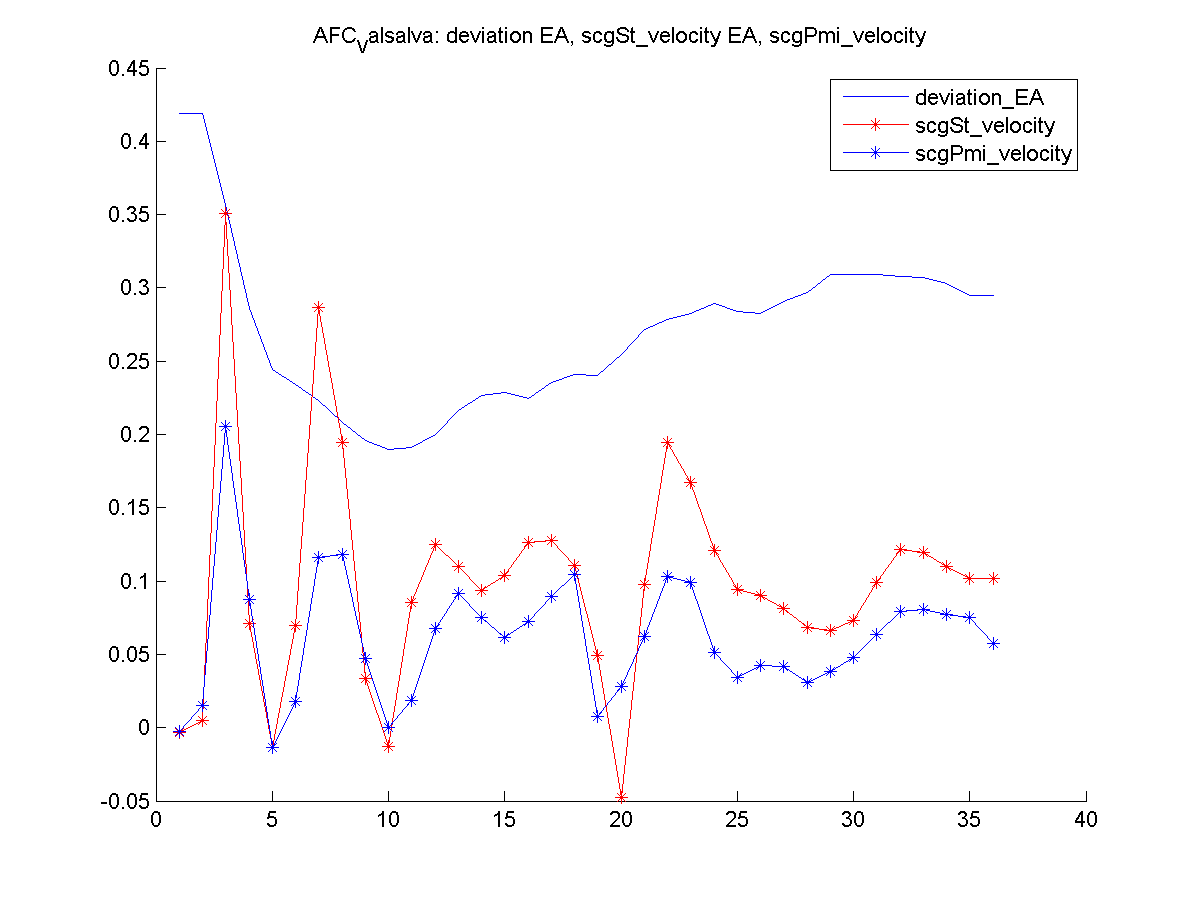 AFC_Valsalva: deviation EA, scgSt_velocity EA, scgPmi_velocity
0.45
deviation_EA
scgSt_velocity
scgPmi_velocity
0.4
0.35
0.3
0.25
0.2
0.15
0.1
0.05
0
-0.05
0 5 10 15 20 25 30 35 40